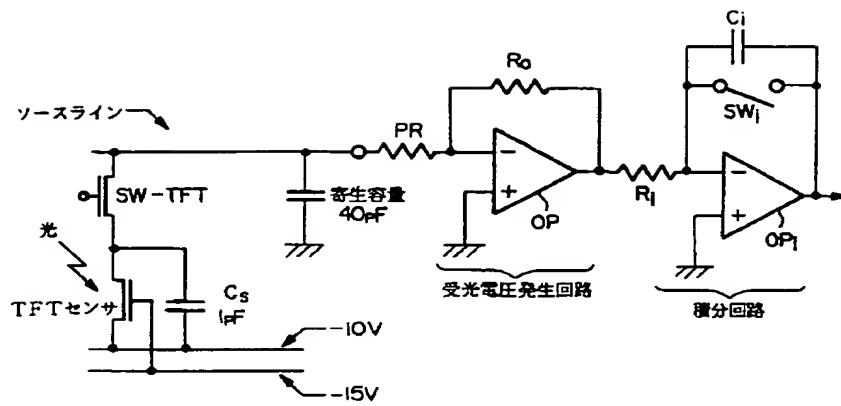 ソースライン
SW-TFT
光
TFTセンサ
Cs
1pF
-10V
-15V
寄生容量
40pF
PR
Ro
-
+
OP
受光電圧発生回路
R1
Ci
SWi
-
+
OPi
積分回路